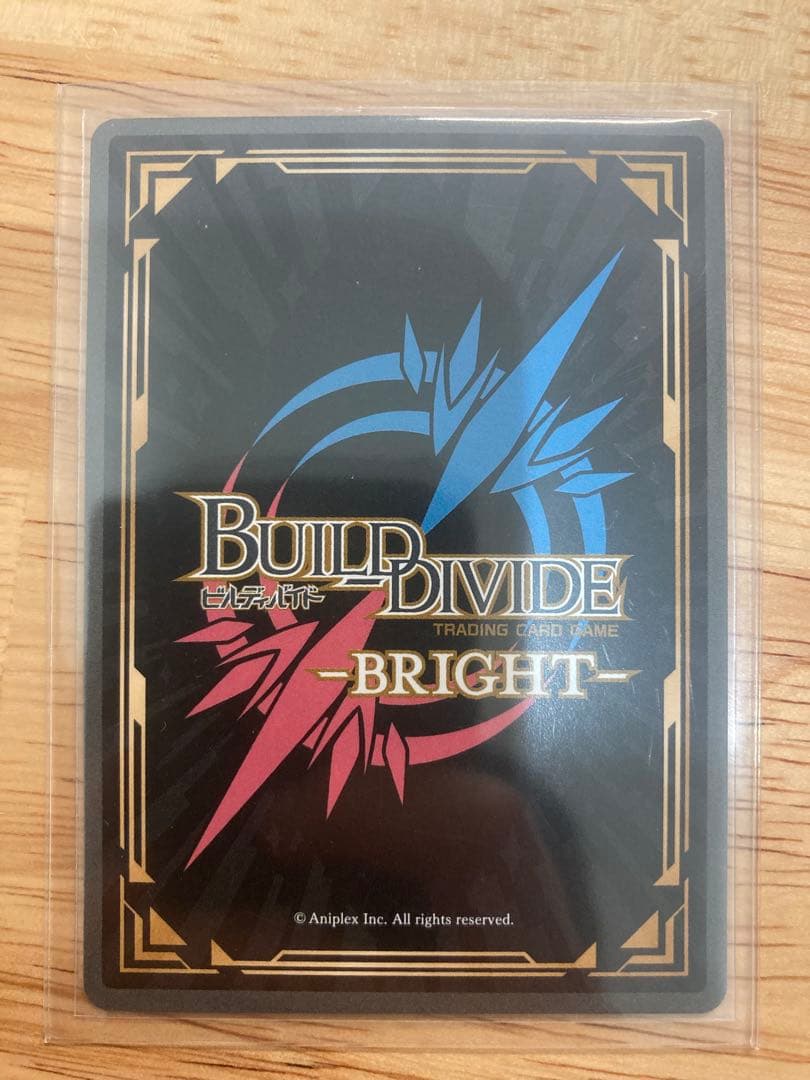 BUILD DIVIDE
ビルディバイド
TRADING CARD GAME
-BRIGHT-
© Aniplex Inc. All rights reserved.